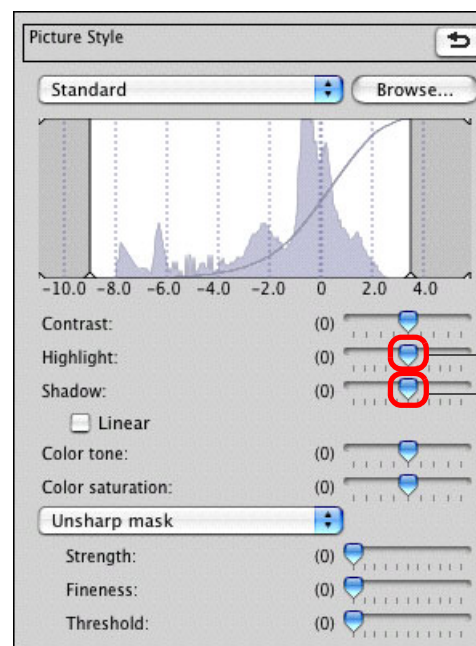 Picture Style
Standard
Browse...
-10.0 -8.0 -6.0 -4.0 -2.0 0 2.0 4.0
Contrast: (0)
Highlight: (0)
Shadow: (0)
Linear
Color tone: (0)
Color saturation: (0)
Unsharp mask
Strength: (0)
Fineness: (0)
Threshold: (0)